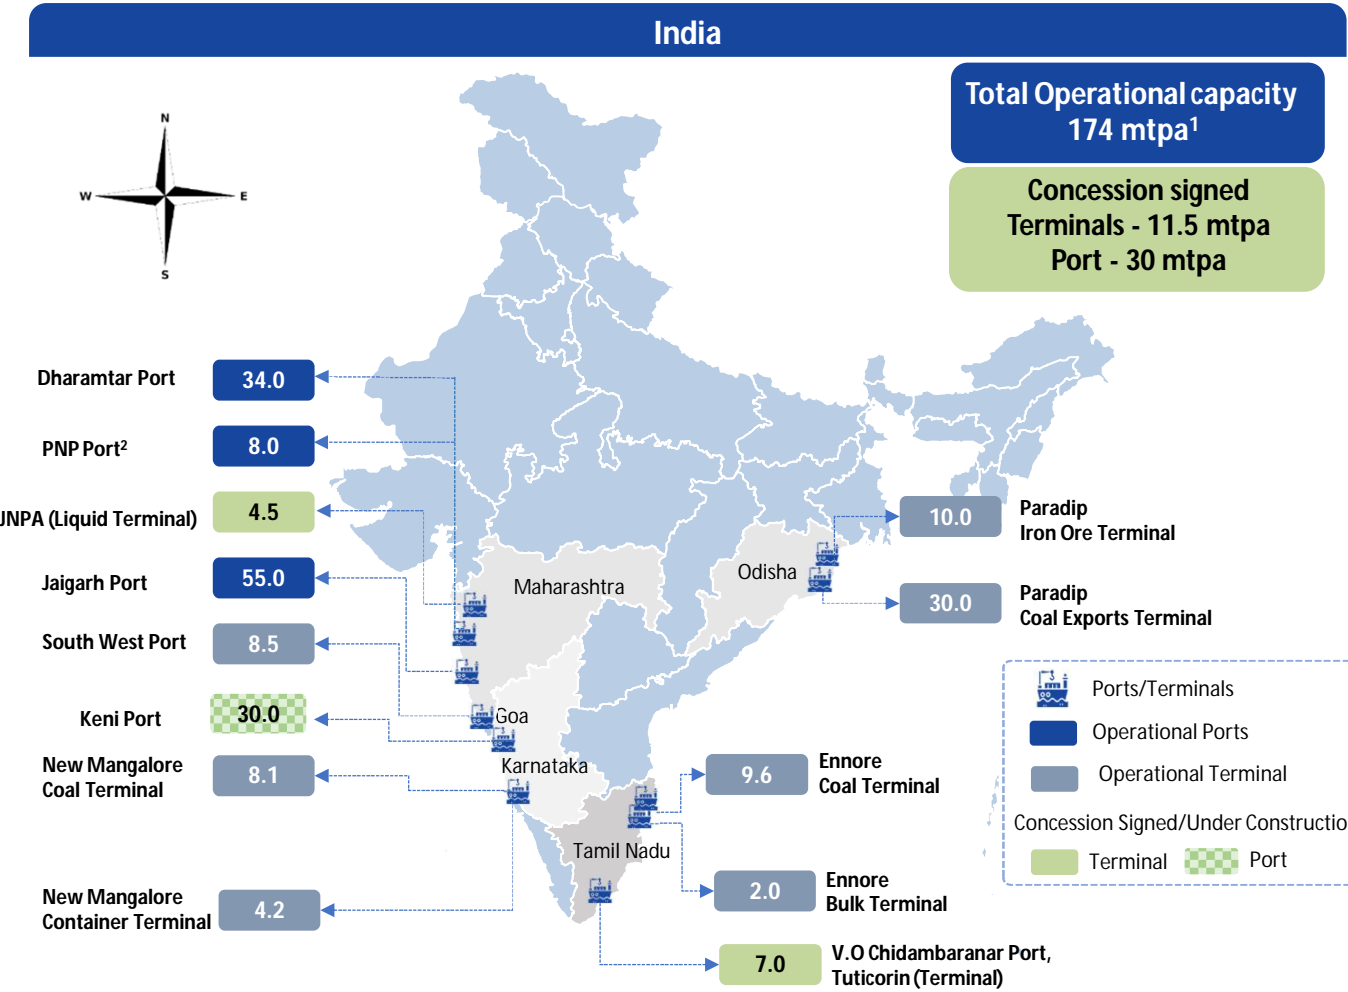 India
Total Operational capacity
174 mtpa¹
Concession signed
Terminals - 11.5 mtpa
Port - 30 mtpa
N
W
E
S
Dharamtar Port
34.0
PNP Port²
8.0
JNPA (Liquid Terminal)
4.5
Jaigarh Port
55.0
South West Port
8.5
Keni Port
30.0
New Mangalore
Coal Terminal
8.1
New Mangalore
Container Terminal
4.2
Maharashtra
Odisha
Goa
Karnataka
Tamil Nadu
10.0
Paradip
Iron Ore Terminal
30.0
Paradip
Coal Exports Terminal
9.6
Ennore
Coal Terminal
2.0
Ennore
Bulk Terminal
7.0
V.O Chidambaranar Port,
Tuticorin (Terminal)
Ports/Terminals
Operational Ports
Operational Terminal
Concession Signed/Under Constructio
Terminal
Port